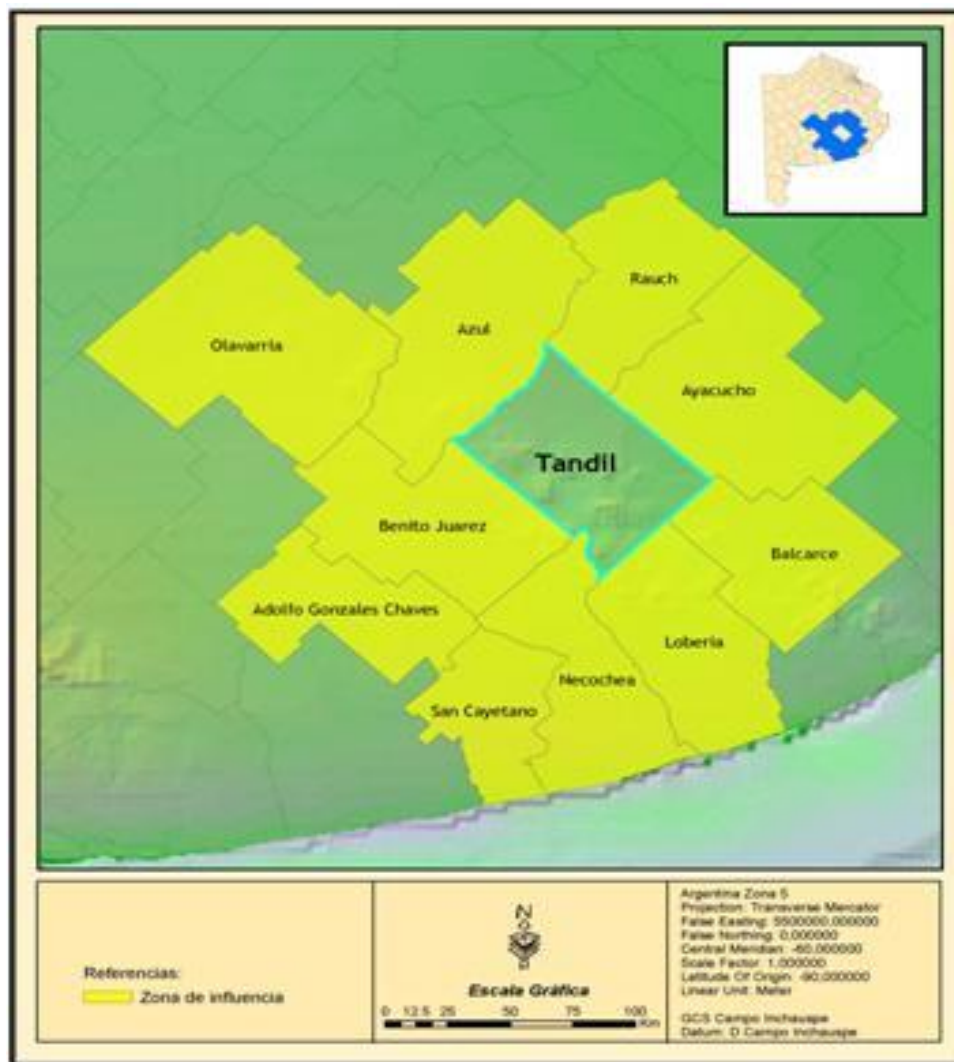 Rauch
Azul
Olavarria
Ayacucho
Tandil
Benito Juarez
Balcarce
Adolfo Gonzales Chaves
Loberia
Necochea
San Cayetano
Referencias:
Zona de influencia
N
S
Escala Gráfica
0 12.5 25 50 75 100
Km
Argentina Zona 5
Projection: Transverse Mercator
False Easting: 5500000,000000
False Northing: 0,000000
Central Meridian: -60,000000
Scale Factor: 1,000000
Latitude Of Origin: -90,000000
Linear Unit: Meter
GCS Campo Inchauspe
Datum: D Campo Inchauspe